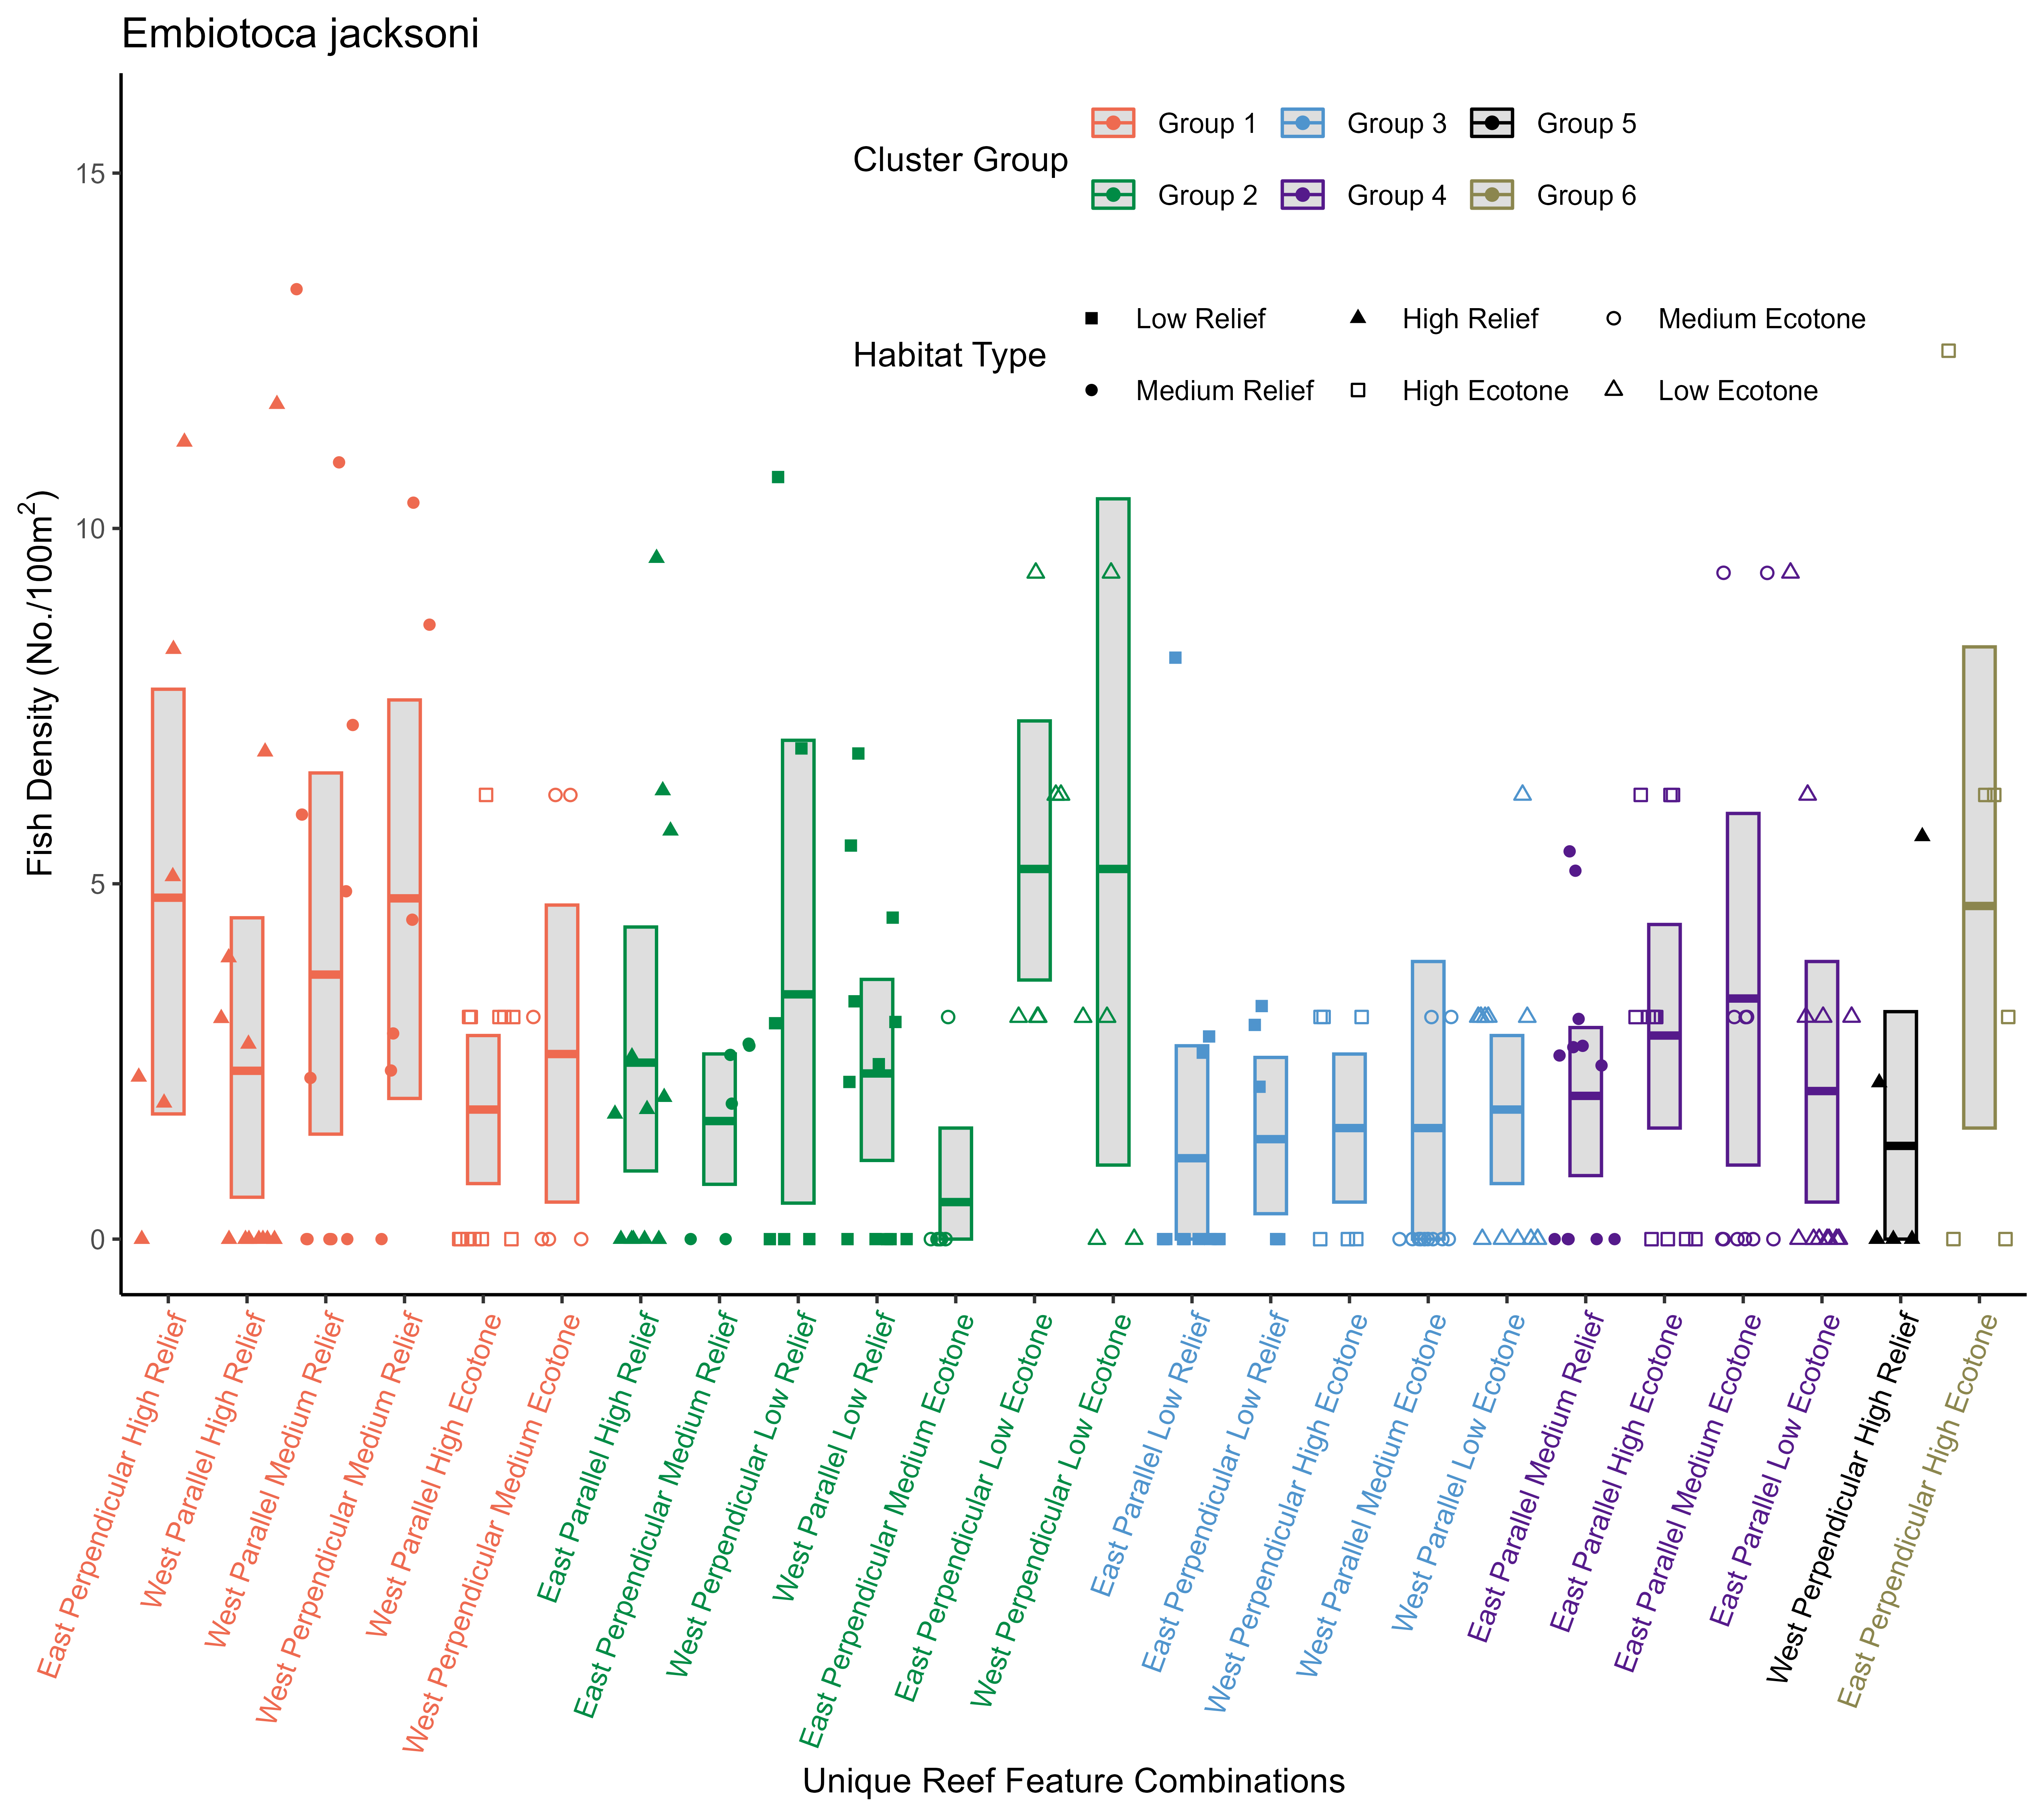 Embiotoca jacksoni
Cluster Group
Group 1
Group 3
Group 5
Group 2
Group 4
Group 6
Habitat Type
Low Relief
High Relief
Medium Ecotone
Medium Relief
High Ecotone
Low Ecotone
Fish Density (No./100m²)
15
10
5
0
East Perpendicular High Relief
West Parallel High Relief
West Parallel Medium Relief
West Perpendicular Medium Relief
West Parallel High Ecotone
West Perpendicular Medium Ecotone
East Parallel High Relief
East Perpendicular Medium Relief
West Perpendicular Low Relief
West Parallel Low Relief
East Perpendicular Medium Ecotone
East Perpendicular Low Ecotone
West Perpendicular Low Ecotone
East Parallel Low Relief
East Perpendicular Low Relief
West Perpendicular High Ecotone
West Parallel Medium Ecotone
West Parallel Low Ecotone
East Parallel Medium Relief
East Parallel High Ecotone
East Parallel Medium Ecotone
East Parallel Low Ecotone
West Perpendicular High Relief
East Perpendicular High Ecotone
Unique Reef Feature Combinations